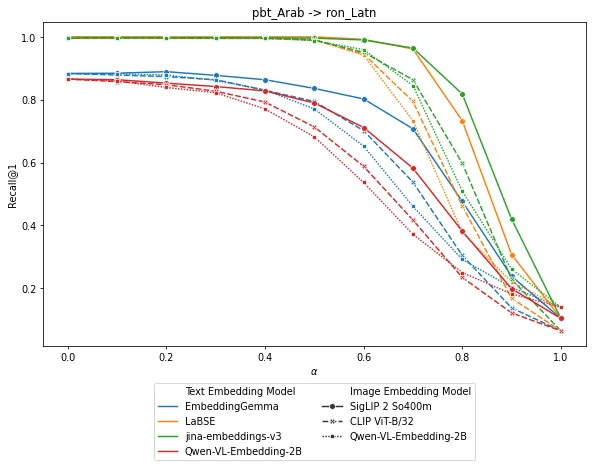 pbt_Arab -> ron_Latn
1.0
0.8
0.6
0.4
0.2
Recall@1
0.0 0.2 0.4 0.6 0.8 1.0
α
Text Embedding Model Image Embedding Model
EmbeddingGemma SigLIP 2 So400m
LaBSE CLIP ViT-B/32
jina-embeddings-v3 Qwen-VL-Embedding-2B
Qwen-VL-Embedding-2B